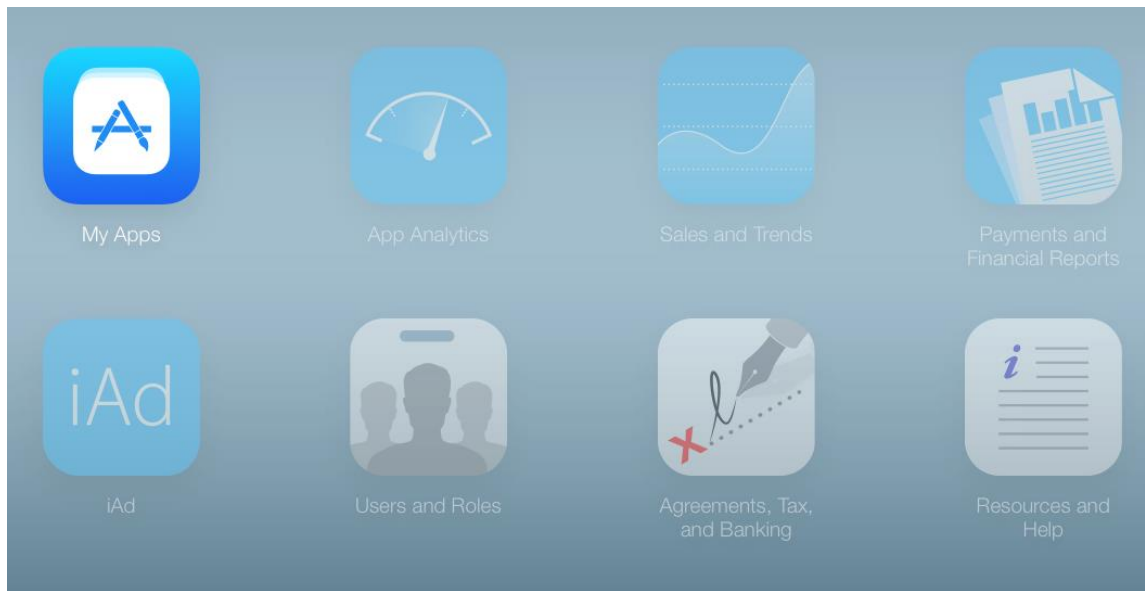 My Apps
App Analytics
Sales and Trends
Payments and
Financial Reports
iAd
iAd
Users and Roles
Agreements, Tax,
and Banking
Resources and
Help